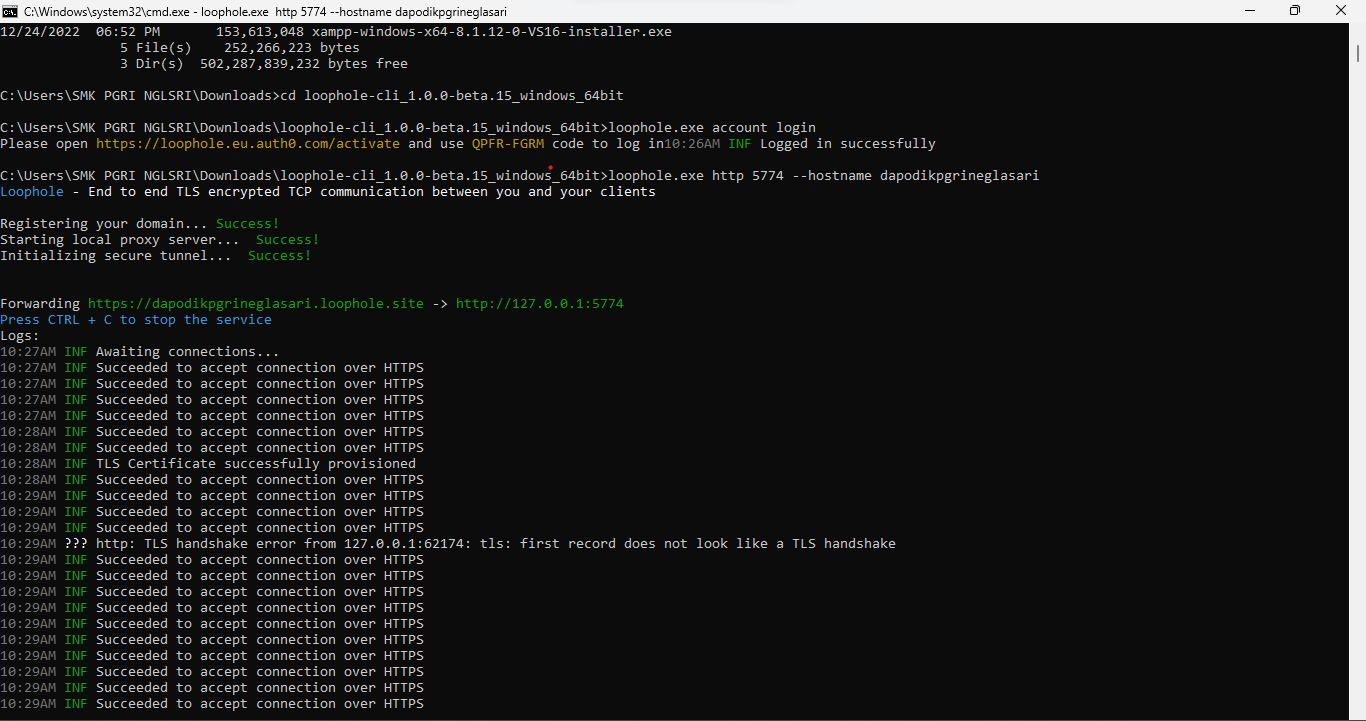 C:\Windows\system32\cmd.exe - loophole.exe  http 5774 --hostname dapodikpgrineglasari
12/24/2022  06:52 PM       153,613,048 xampp-windows-x64-8.1.12-0-VS16-installer.exe
5 File(s)    252,266,223 bytes
3 Dir(s)  502,287,839,232 bytes free
C:\Users\SMK PGRI NGLSRI\Downloads>cd loophole-cli_1.0.0-beta.15_windows_64bit
C:\Users\SMK PGRI NGLSRI\Downloads\loophole-cli_1.0.0-beta.15_windows_64bit>loophole.exe account login
Please open https://loophole.eu.auth0.com/activate and use QPFR-FGRM code to log in10:26AM INF Logged in successfully
C:\Users\SMK PGRI NGLSRI\Downloads\loophole-cli_1.0.0-beta.15_windows_64bit>loophole.exe http 5774 --hostname dapodikpgrineglasari
Loophole - End to end TLS encrypted TCP communication between you and your clients
Registering your domain... Success!
Starting local proxy server...  Success!
Initializing secure tunnel...  Success!
Forwarding https://dapodikpgrineglasari.loophole.site -> http://127.0.0.1:5774
Press CTRL + C to stop the service
Logs:
10:27AM INF Awaiting connections...
10:27AM INF Succeeded to accept connection over HTTPS
10:27AM INF Succeeded to accept connection over HTTPS
10:27AM INF Succeeded to accept connection over HTTPS
10:27AM INF Succeeded to accept connection over HTTPS
10:28AM INF Succeeded to accept connection over HTTPS
10:28AM INF Succeeded to accept connection over HTTPS
10:28AM INF TLS Certificate successfully provisioned
10:28AM INF Succeeded to accept connection over HTTPS
10:29AM INF Succeeded to accept connection over HTTPS
10:29AM INF Succeeded to accept connection over HTTPS
10:29AM INF Succeeded to accept connection over HTTPS
10:29AM ??? http: TLS handshake error from 127.0.0.1:62174: tls: first record does not look like a TLS handshake
10:29AM INF Succeeded to accept connection over HTTPS
10:29AM INF Succeeded to accept connection over HTTPS
10:29AM INF Succeeded to accept connection over HTTPS
10:29AM INF Succeeded to accept connection over HTTPS
10:29AM INF Succeeded to accept connection over HTTPS
10:29AM INF Succeeded to accept connection over HTTPS
10:29AM INF Succeeded to accept connection over HTTPS
10:29AM INF Succeeded to accept connection over HTTPS
10:29AM INF Succeeded to accept connection over HTTPS
10:29AM INF Succeeded to accept connection over HTTPS